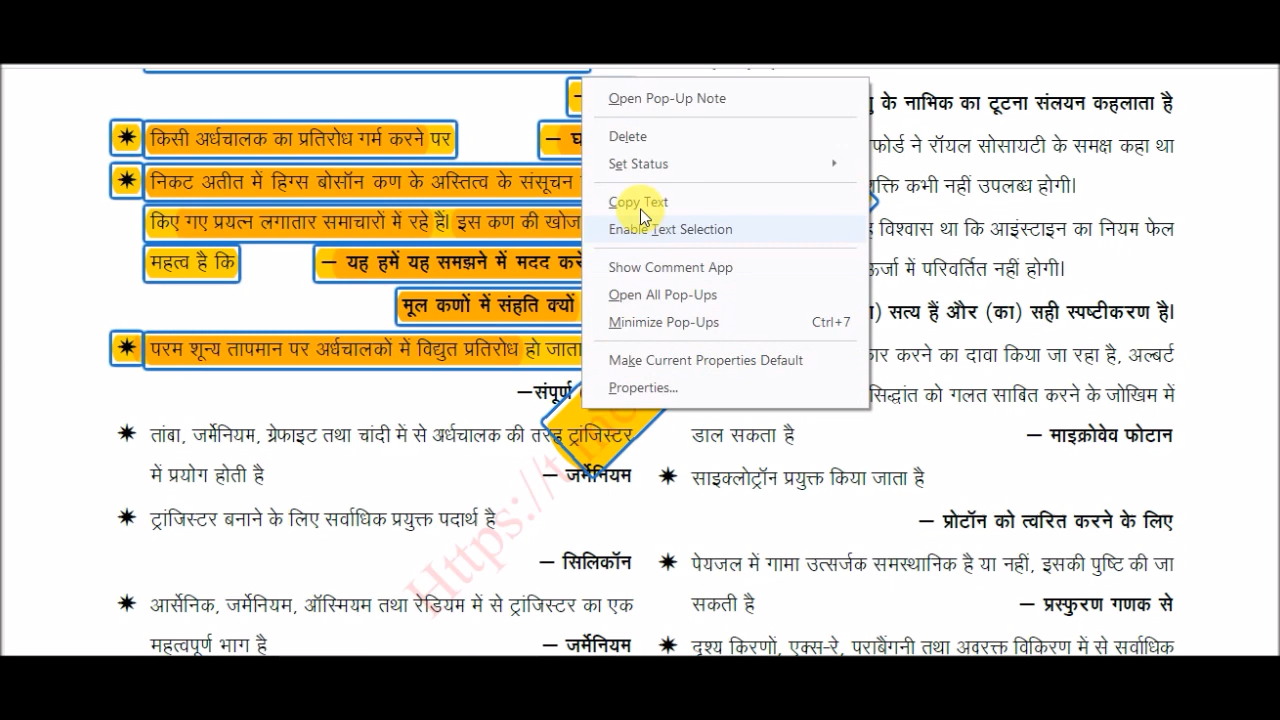 ✷ किसी अर्धचालक का प्रतिरोध गर्म करने पर –
✷ निकट अतीत में हिग्स बोसॉन कण के अस्तित्व के संसूचन
किए गए प्रयत्न लगातार समाचारों में रहे हैं। इस कण की खोज
महत्व है कि – यह हमें यह समझने में मदद
मूल कणों में संहति क्यों
✷ परम शून्य तापमान पर अर्धचालकों में विद्युत प्रतिरोध हो जाता
–संपूर्ण
✷ तांबा, जर्मेनियम, ग्रेफाइट तथा चांदी में से अर्धचालक की तरह ट्रांजिस्टर
में प्रयोग होती है – जर्मेनियम
✷ ट्रांजिस्टर बनाने के लिए सर्वाधिक प्रयुक्त पदार्थ है
– सिलिकॉन
✷ आर्सेनिक, जर्मेनियम, ऑस्मियम तथा रेडियम में से ट्रांजिस्टर का एक
महत्वपूर्ण भाग है – जर्मेनियम
Https://t.me
Open Pop-Up Note
Delete
Set Status
Copy Text
Enable Text Selection
Show Comment App
Open All Pop-Ups
Minimize Pop-Ups Ctrl+7
Make Current Properties Default
Properties...
के नाभिक का टूटना संलयन कहलाता है
ने रॉयल सोसायटी के समक्ष कहा था
कभी नहीं उपलब्ध होगी।
विश्वास था कि आइंस्टाइन का नियम फेल
में परिवर्तित नहीं होगी।
सत्य हैं और (का) सही स्पष्टीकरण है।
करने का दावा किया जा रहा है, अल्बर्ट
सिद्धांत को गलत साबित करने के जोखिम में
डाल सकता है – माइक्रोवेव फोटान
✷ साइक्लोट्रॉन प्रयुक्त किया जाता है
– प्रोटॉन को त्वरित करने के लिए
✷ पेयजल में गामा उत्सर्जक समस्थानिक है या नहीं, इसकी पुष्टि की जा
सकती है – प्रस्फुरण गणक से
✷ दृश्य किरणों, एक्स-रे, पराबैंगनी तथा अवरक्त विकिरण में से सर्वाधिक